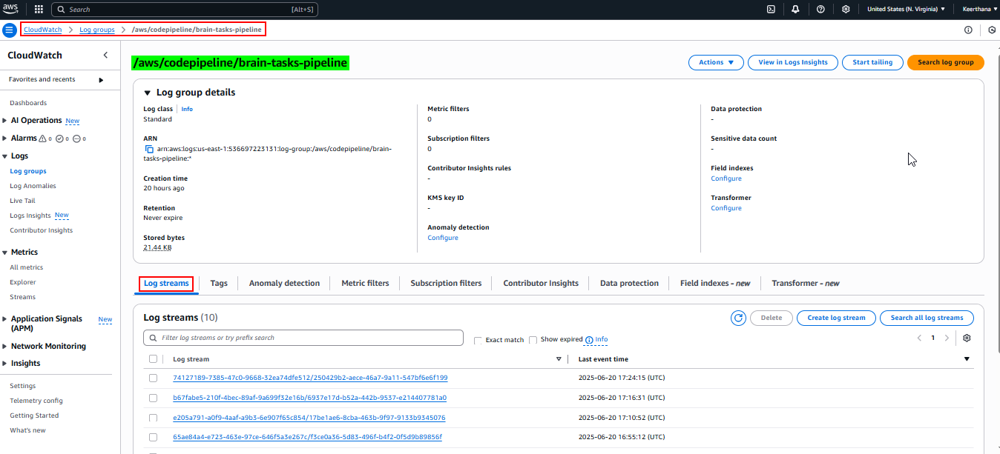 aws
Search [Alt+S]
United States (N. Virginia) ▼
Keerthana ▼
CloudWatch > Log groups > /aws/codepipeline/brain-tasks-pipeline
CloudWatch
Favorites and recents
Dashboards
AI Operations New
Alarms 0 0 0
Logs
Log groups
Log Anomalies
Live Tail
Logs Insights New
Contributor Insights
Metrics
All metrics
Explorer
Streams
Application Signals New
(APM)
Network Monitoring
Insights
Settings
Telemetry config
Getting Started
What's new
/aws/codepipeline/brain-tasks-pipeline
Actions ▼
View in Logs Insights
Start tailing
Search log group
▼ Log group details
Log class | Info
Standard
ARN
arn:aws:logs:us-east-1:536697223131:log-group:/aws/codepipeline/brain-
tasks-pipeline:*
Creation time
20 hours ago
Retention
Never expire
Stored bytes
21.44 KB
Metric filters
0
Subscription filters
0
Contributor Insights rules
-
KMS key ID
-
Anomaly detection
Configure
Data protection
-
Sensitive data count
-
Field indexes
Configure
Transformer
Configure
Log streams
Tags
Anomaly detection
Metric filters
Subscription filters
Contributor Insights
Data protection
Field indexes - new
Transformer - new
Log streams (10)
Delete
Create log stream
Search all log streams
Filter log streams or try prefix search
Exact match
Show expired
Info
< 1 >
Log stream
Last event time
74127189-7385-47c0-9668-32ea74dfe512/250429b2-aece-46a7-9a11-547bf6e6f199 2025-06-20 17:24:15 (UTC)
b67fabe5-210f-4bec-89af-9a699f32e16b/6937e17d-b52a-442b-9537-e214407781a0 2025-06-20 17:16:31 (UTC)
e205a791-a0f9-4aaf-a9b3-6e907f65c854/17be1ae6-8cba-463b-9f97-9133b9345076 2025-06-20 17:10:52 (UTC)
65ae84a4-e723-463e-97ce-646f5a3e267c/f3ce0a36-5d83-496f-b4f2-0f5d9b89856f 2025-06-20 16:55:12 (UTC)